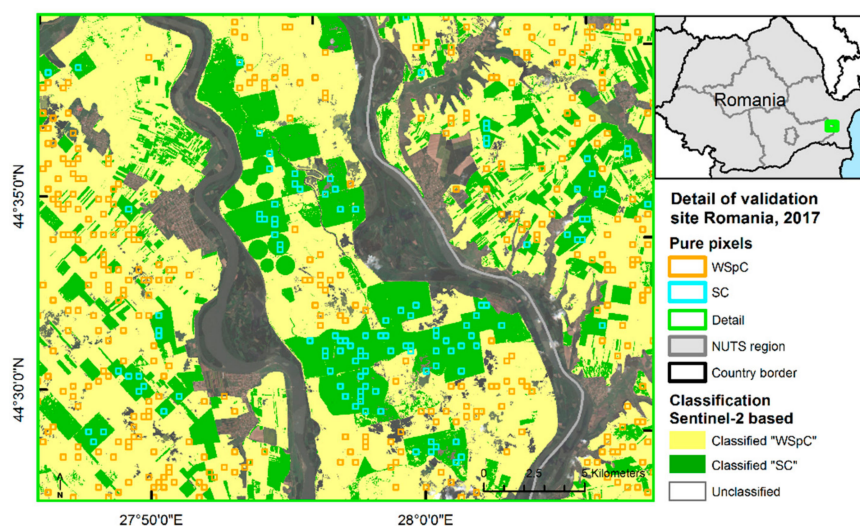 Romania
44°35'0"N
44°30'0"N
27°50'0"E
28°0'0"E
N
0 2.5 5 Kilometers
Detail of validation
site Romania, 2017
Pure pixels
WSpC
SC
Detail
NUTS region
Country border
Classification
Sentinel-2 based
Classified "WSpC"
Classified "SC"
Unclassified